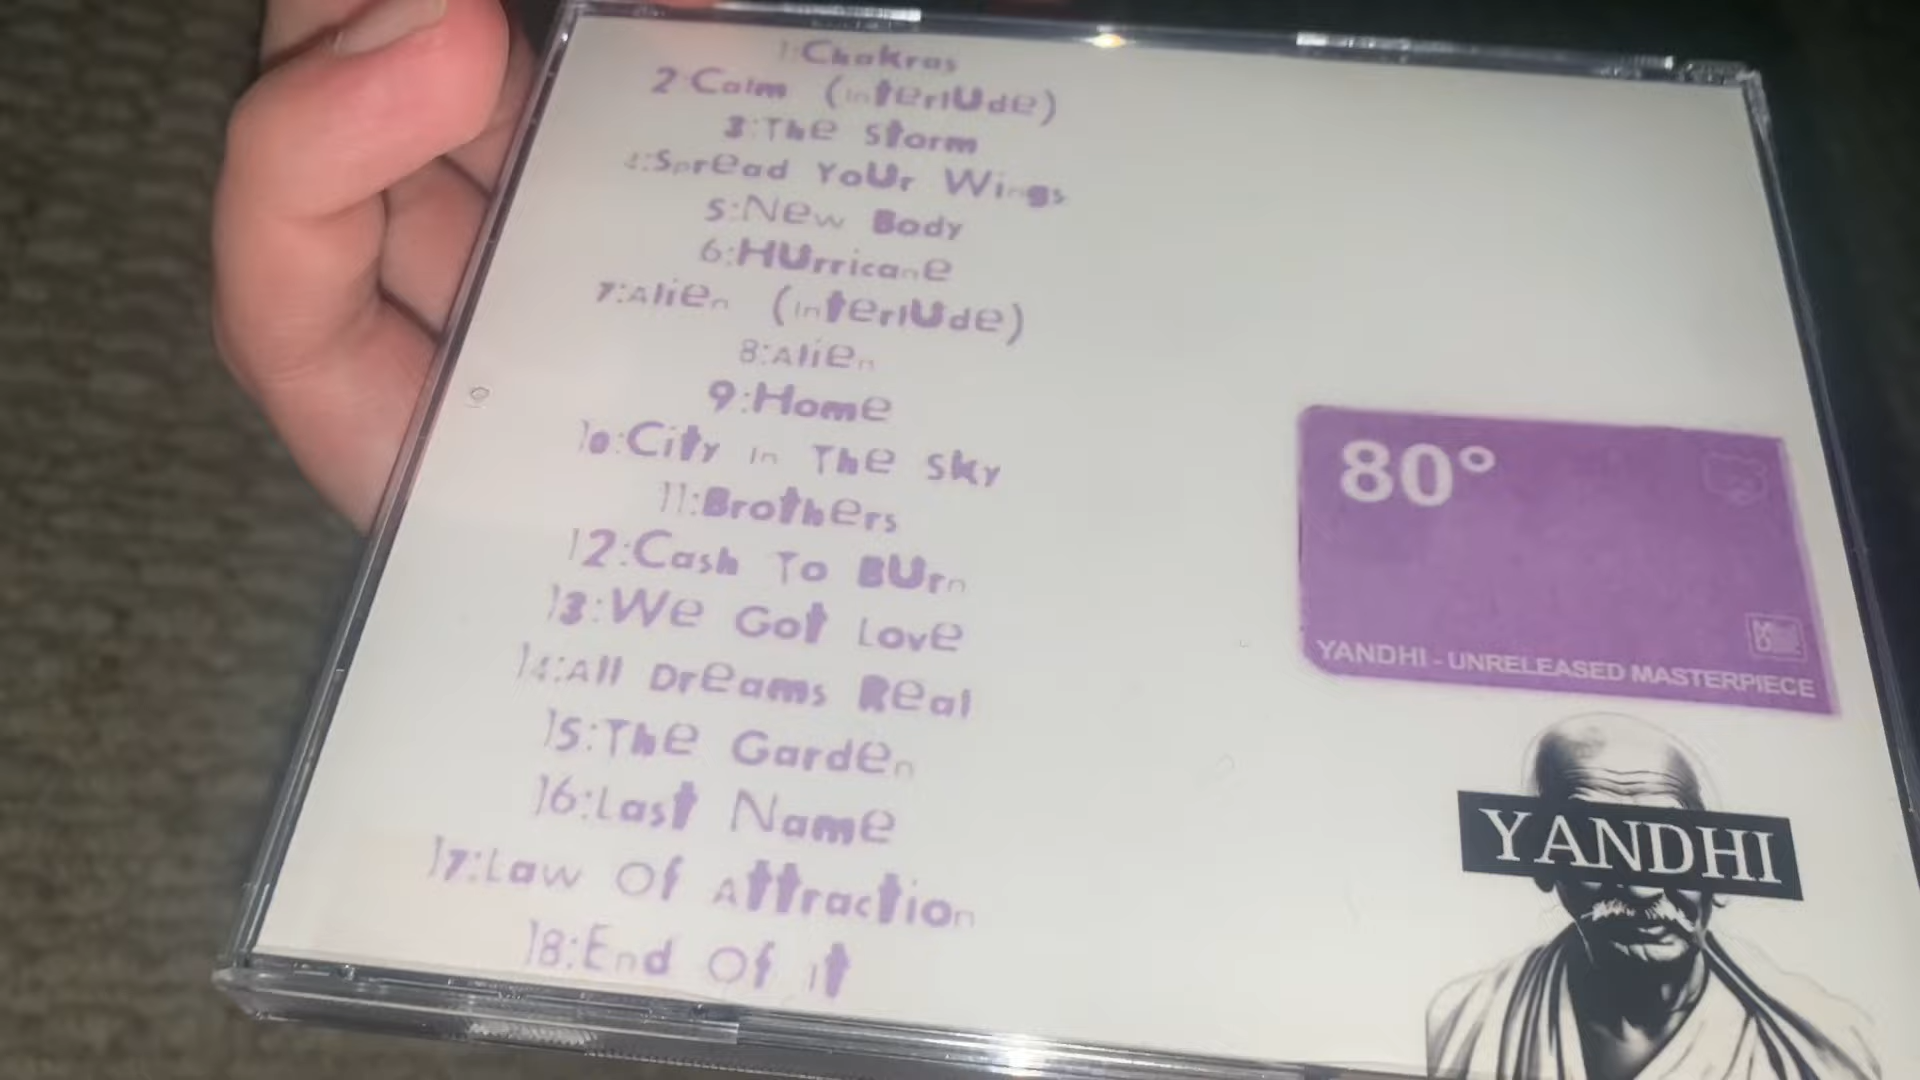 1:Chakras
2:Calm (interlUde)
3:The storm
4:Spread YoUr Wings
5:New Body
6:HUrricane
7:Alien (interlUde)
8:Alien
9:Home
10:City in The sky
11:Brothers
12:Cash To BUrn
13:We Got Love
14:All Dreams Real
15:The Garden
16:Last Name
17:Law Of Attraction
18:End Of it
80°
YANDHI - UNRELEASED MASTERPIECE
YANDHI